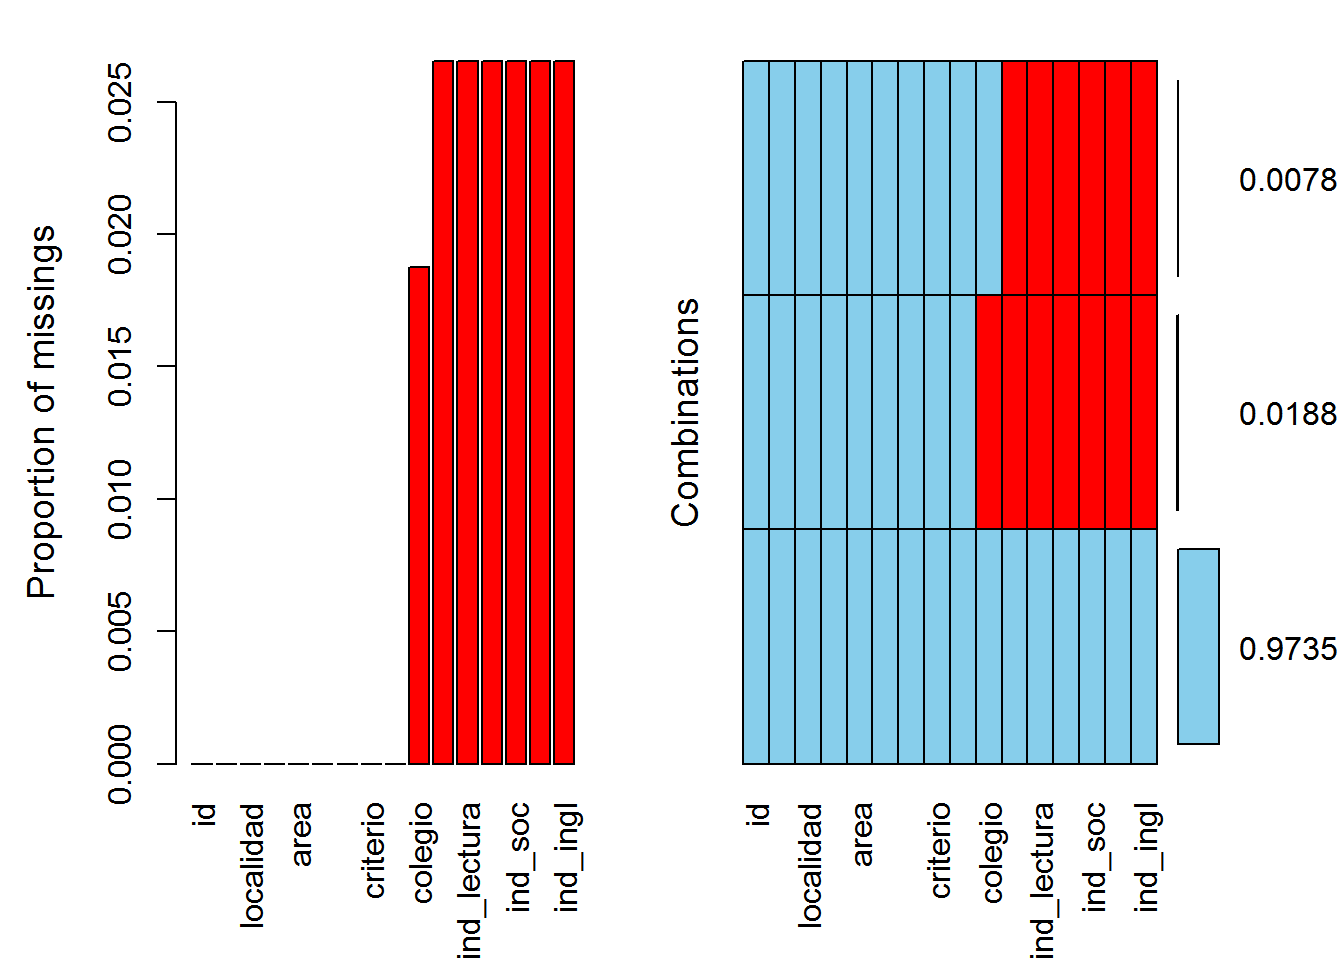 Proportion of missings
0.025
0.020
0.015
0.010
0.005
0.000
id
localidad
area
criterio
colegio
ind_lectura
ind_soc
ind_ingl
Combinations
0.0078
0.0188
0.9735
id
localidad
area
criterio
colegio
ind_lectura
ind_soc
ind_ingl